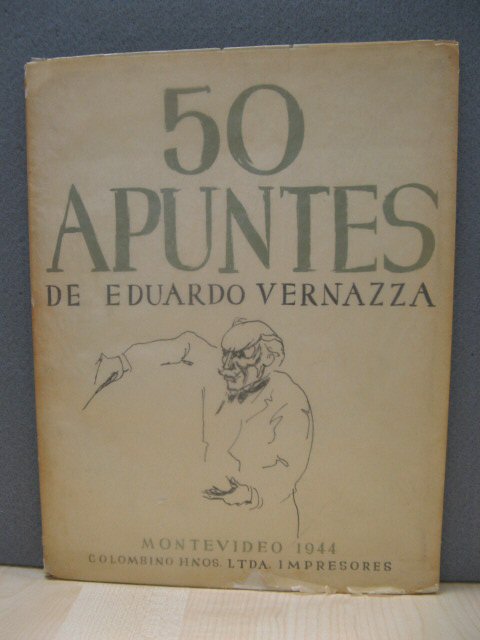 50
APUNTES
DE EDUARDO VERNAZZA
MONTEVIDEO 1944
COLOMBINO HNOS. LTDA. IMPRESORES